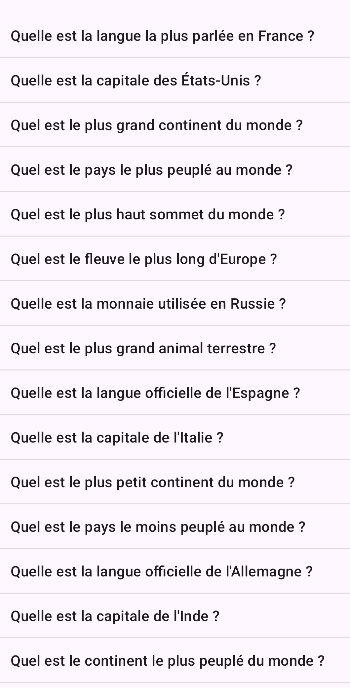 Quelle est la langue la plus parlée en France ?
Quelle est la capitale des États-Unis ?
Quel est le plus grand continent du monde ?
Quel est le pays le plus peuplé au monde ?
Quel est le plus haut sommet du monde ?
Quel est le fleuve le plus long d'Europe ?
Quelle est la monnaie utilisée en Russie ?
Quel est le plus grand animal terrestre ?
Quelle est la langue officielle de l'Espagne ?
Quelle est la capitale de l'Italie ?
Quel est le plus petit continent du monde ?
Quel est le pays le moins peuplé au monde ?
Quelle est la langue officielle de l'Allemagne ?
Quelle est la capitale de l'Inde ?
Quel est le continent le plus peuplé du monde ?